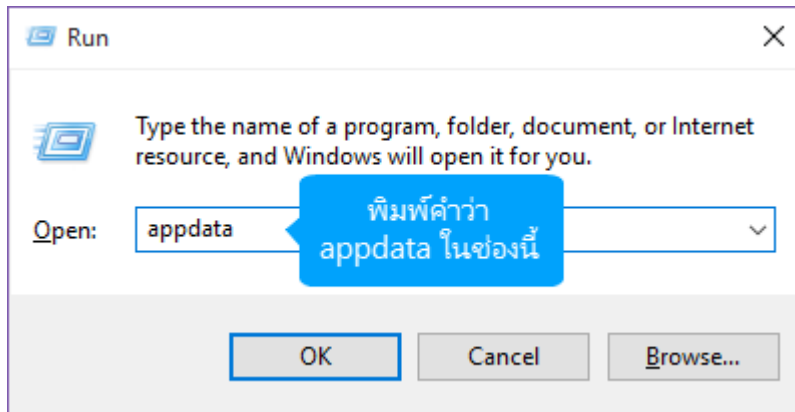 Run
Type the name of a program, folder, document, or Internet
resource, and Windows will open it for you.
Open:
appdata
พิมพ์คำว่า
appdata ในช่องนี้
OK
Cancel
Browse...